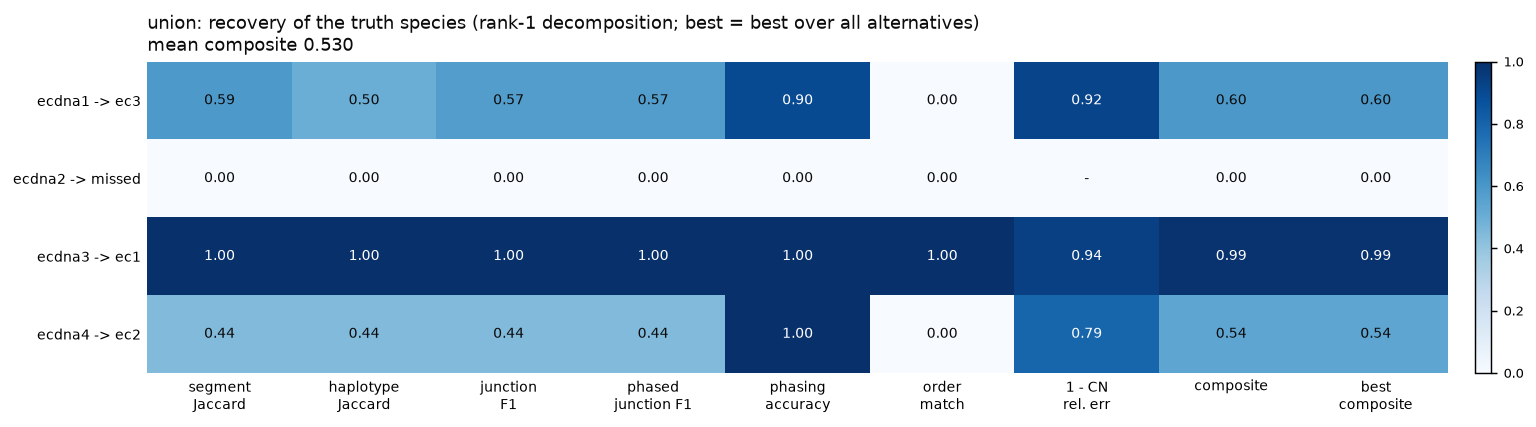 union: recovery of the truth species (rank-1 decomposition; best = best over all alternatives)
mean composite 0.530
ecdna1 -> ec3 0.59 0.50 0.57 0.57 0.90 0.00 0.92 0.60 0.60
ecdna2 -> missed 0.00 0.00 0.00 0.00 0.00 0.00 - 0.00 0.00
ecdna3 -> ec1 1.00 1.00 1.00 1.00 1.00 1.00 0.94 0.99 0.99
ecdna4 -> ec2 0.44 0.44 0.44 0.44 1.00 0.00 0.79 0.54 0.54
segment haplotype junction phased phasing order 1 - CN composite best
Jaccard Jaccard F1 junction F1 accuracy match rel. err composite
1.0
0.8
0.6
0.4
0.2
0.0